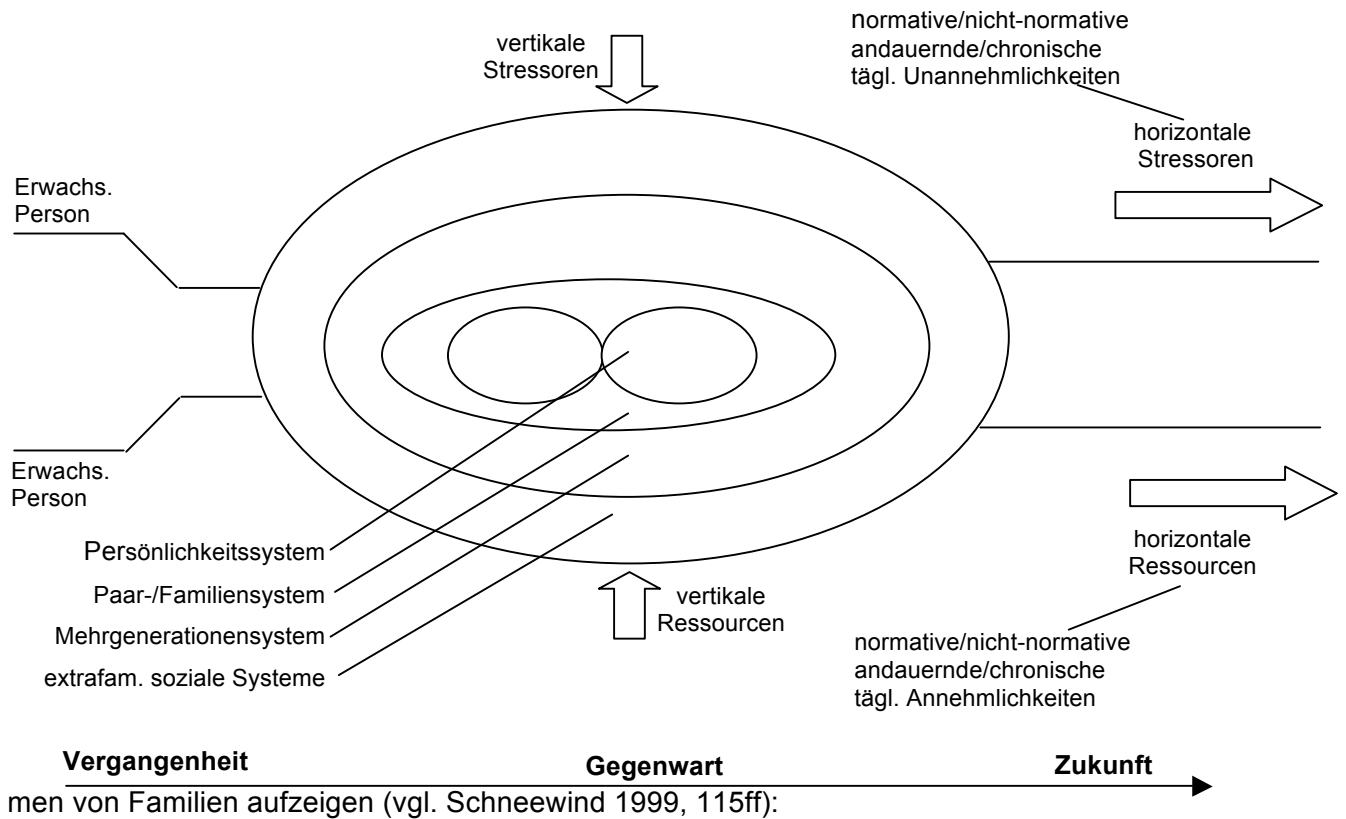 normative/nicht-normative
andauernde/chronische
tägl. Unannehmlichkeiten
vertikale
Stressoren
horizontale
Stressoren
Erwachs.
Person
Erwachs.
Person
Persönlichkeitssystem
Paar-/Familiensystem
Mehrgenerationensystem
extrafam. soziale Systeme
vertikale
Ressourcen
horizontale
Ressourcen
normative/nicht-normative
andauernde/chronische
tägl. Annehmlichkeiten
Vergangenheit Gegenwart Zukunft
men von Familien aufzeigen (vgl. Schneewind 1999, 115ff):